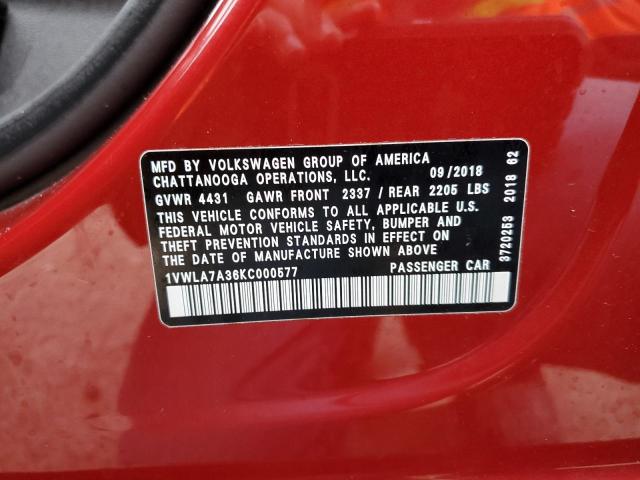 MFD BY VOLKSWAGEN GROUP OF AMERICA
CHATTANOOGA OPERATIONS, LLC. 09/2018
GVWR 4431 GAWR FRONT 2337 / REAR 2205 LBS
THIS VEHICLE CONFORMS TO ALL APPLICABLE U.S.
FEDERAL MOTOR VEHICLE SAFETY, BUMPER AND
THEFT PREVENTION STANDARDS IN EFFECT ON
THE DATE OF MANUFACTURE SHOWN ABOVE
1VWLA7A36KC000577 PASSENGER CAR
3720253 2018 62